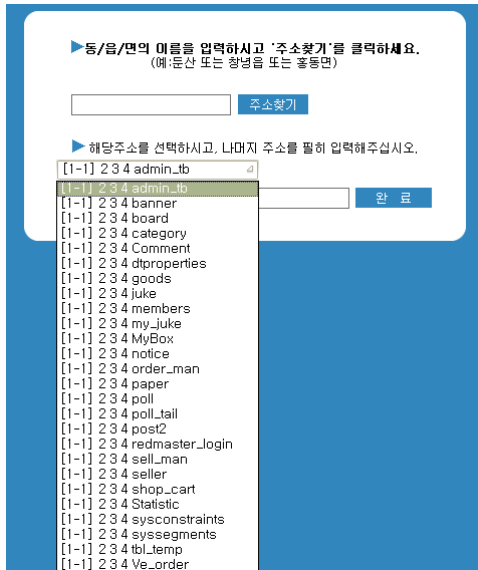 ▶동/읍/면의 이름을 입력하시고 '주소찾기'를 클릭하세요.
(예:둔산 또는 창녕읍 또는 홍동면)
주소찾기
▶ 해당주소를 선택하시고, 나머지 주소를 필히 입력해주십시오.
[1-1] 2 3 4 admin_tb
완 료
[1-1] 2 3 4 admin_tb
[1-1] 2 3 4 banner
[1-1] 2 3 4 board
[1-1] 2 3 4 category
[1-1] 2 3 4 Comment
[1-1] 2 3 4 dtproperties
[1-1] 2 3 4 goods
[1-1] 2 3 4 juke
[1-1] 2 3 4 members
[1-1] 2 3 4 my_juke
[1-1] 2 3 4 MyBox
[1-1] 2 3 4 notice
[1-1] 2 3 4 order_man
[1-1] 2 3 4 paper
[1-1] 2 3 4 poll
[1-1] 2 3 4 poll_tail
[1-1] 2 3 4 post2
[1-1] 2 3 4 redmaster_login
[1-1] 2 3 4 sell_man
[1-1] 2 3 4 seller
[1-1] 2 3 4 shop_cart
[1-1] 2 3 4 Statistic
[1-1] 2 3 4 sysconstraints
[1-1] 2 3 4 syssegments
[1-1] 2 3 4 tbl_temp
[1-1] 2 3 4 Ve_order